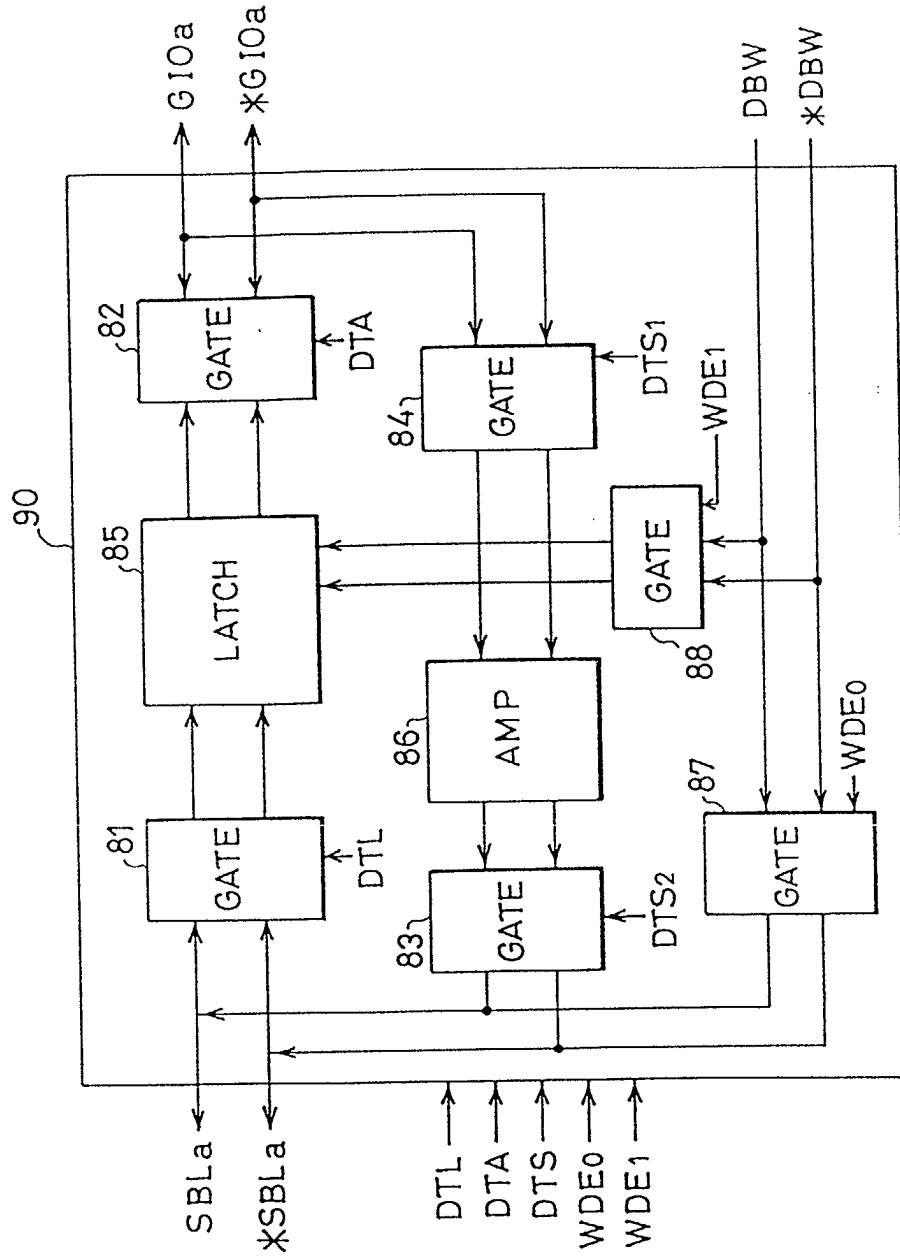 90
SBLa
*SBLa
81
GATE
DTL
85
LATCH
82
GATE
DTA
GIOa
*GIOa
83
GATE
DTS2
86
AMP
84
GATE
DTS1
88
GATE
WDE1
87
GATE
WDE0
DBW
*DBW
DTL
DTA
DTS
WDE0
WDE1